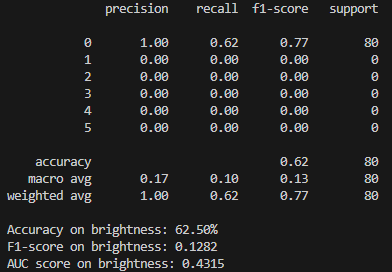 precision recall f1-score support
0 1.00 0.62 0.77 80
1 0.00 0.00 0.00 0
2 0.00 0.00 0.00 0
3 0.00 0.00 0.00 0
4 0.00 0.00 0.00 0
5 0.00 0.00 0.00 0
accuracy 0.62 80
macro avg 0.17 0.10 0.13 80
weighted avg 1.00 0.62 0.77 80
Accuracy on brightness: 62.50%
F1-score on brightness: 0.1282
AUC score on brightness: 0.4315